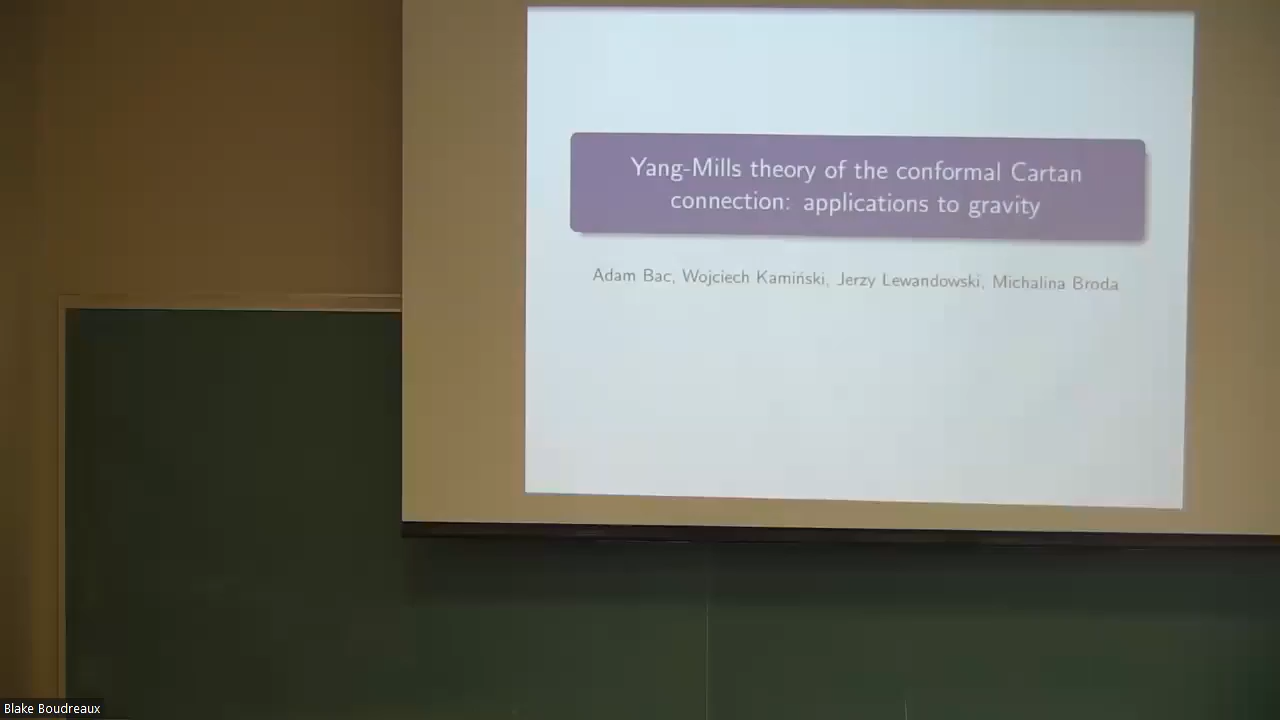 Yang-Mills theory of the conformal Cartan
connection: applications to gravity
Adam Bac, Wojciech Kamiński, Jerzy Lewandowski, Michalina Broda
Blake Boudreaux